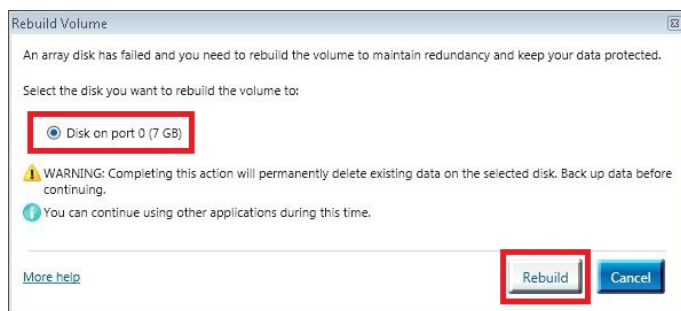 Rebuild Volume
An array disk has failed and you need to rebuild the volume to maintain redundancy and keep your data protected.
Select the disk you want to rebuild the volume to:
Disk on port 0 (7 GB)
WARNING: Completing this action will permanently delete existing data on the selected disk. Back up data before
continuing.
You can continue using other applications during this time.
More help
Rebuild
Cancel